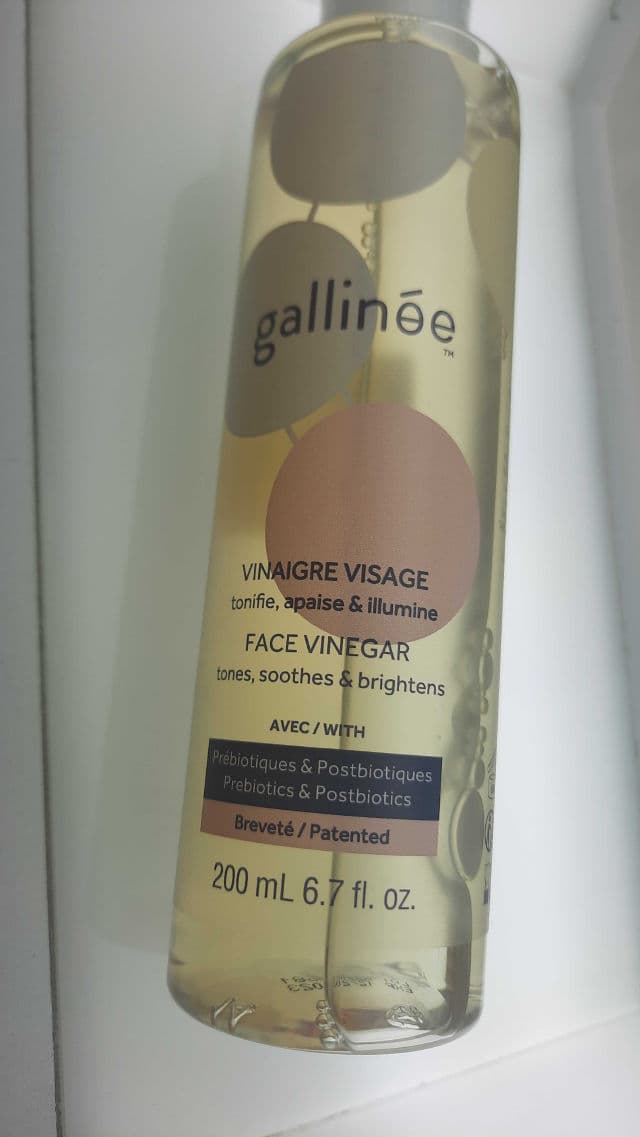 gallinée
TM
VINAIGRE VISAGE
tonifie, apaise & illumine
FACE VINEGAR
tones, soothes & brightens
AVEC / WITH
Prébiotiques & Postbiotiques
Prebiotics & Postbiotics
Breveté / Patented
200 mL 6.7 fl. oz.